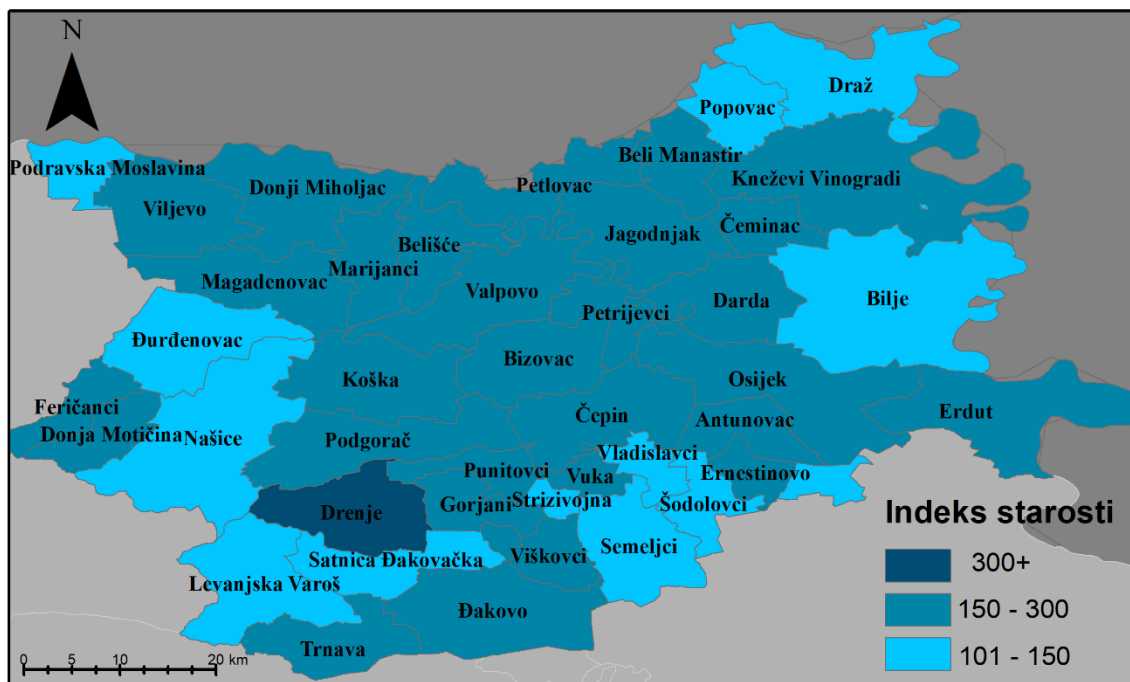 N
Draž
Popovac
Podravska Moslavina
Beli Manastir
Donji Miholjac
Petlovac
Kneževi Vinogradi
Viljevo
Čeminac
Jagodnjak
Belišće
Marijanci
Magadenovac
Valpovo
Darda
Bilje
Petrijevci
Đurđenovac
Bizovac
Koška
Osijek
Feričanci
Erdut
Čepin
Antunovac
Donja Motičina
Našice
Podgorač
Vladislavci
Punitovci
Vuka
Ernestinovo
Strizivojna
Šodolovci
Gorjani
Drenje
Semeljci
Viškovci
Satnica Đakovačka
Levanjska Varoš
Đakovo
Trnava
Indeks starosti
300+
150 - 300
101 - 150
0 5 10 20 km